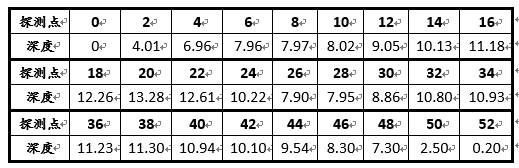 探测点 0 2 4 6 8 10 12 14 16
深度 0 4.01 6.96 7.96 7.97 8.02 9.05 10.13 11.18
探测点 18 20 22 24 26 28 30 32 34
深度 12.26 13.28 12.61 10.22 7.90 7.95 8.86 10.80 10.93
探测点 36 38 40 42 44 46 48 50 52
深度 11.23 11.30 10.94 10.10 9.54 8.30 7.30 2.50 0.20